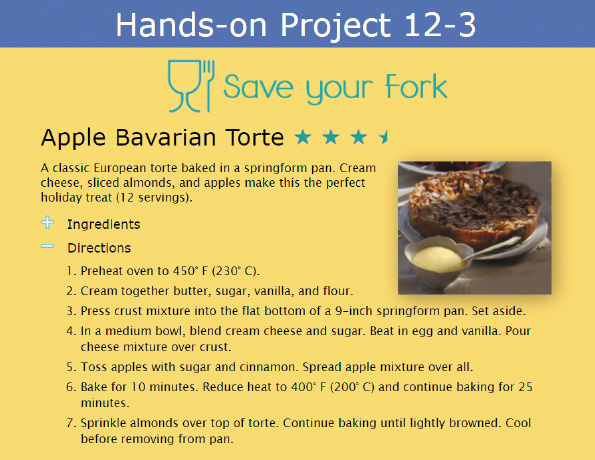 Hands-on Project 12-3
Save your Fork
Apple Bavarian Torte
A classic European torte baked in a springform pan. Cream
cheese, sliced almonds, and apples make this the perfect
holiday treat (12 servings).
Ingredients
Directions
1. Preheat oven to 450° F (230° C).
2. Cream together butter, sugar, vanilla, and flour.
3. Press crust mixture into the flat bottom of a 9-inch springform pan. Set aside.
4. In a medium bowl, blend cream cheese and sugar. Beat in egg and vanilla. Pour
cheese mixture over crust.
5. Toss apples with sugar and cinnamon. Spread apple mixture over all.
6. Bake for 10 minutes. Reduce heat to 400° F (200° C) and continue baking for 25
minutes.
7. Sprinkle almonds over top of torte. Continue baking until lightly browned. Cool
before removing from pan.